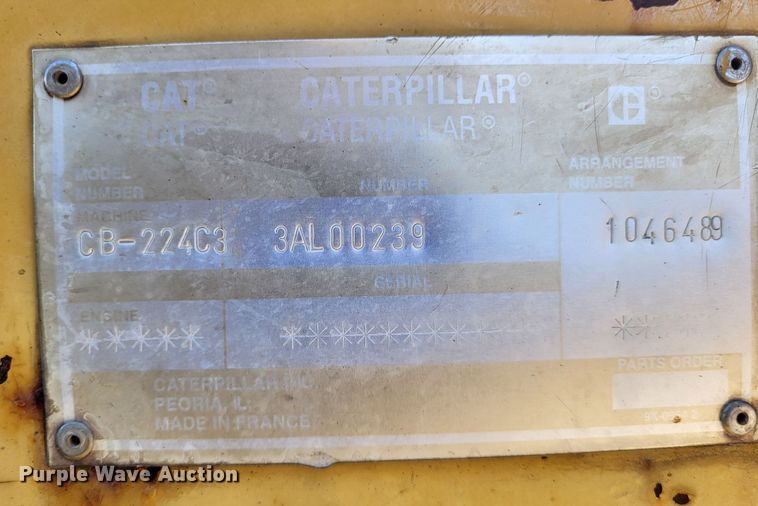 CAT® CATERPILLAR®
CAT® CATERPILLAR®
MODEL NUMBER
NUMBER
ARRANGEMENT NUMBER
MACHINE
CB-224C3 3AL00239 1046489
SERIAL
ENGINE
***** ********* **
PARTS ORDER
CATERPILLAR INC.
PEORIA, IL.
MADE IN FRANCE
Purple Wave Auction